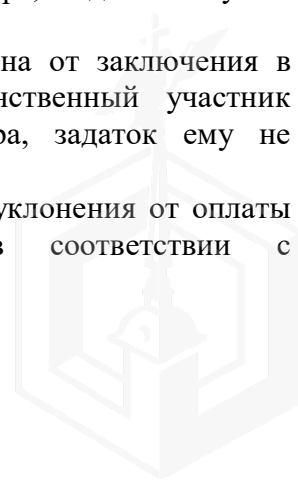 на от заключения в
нственный участник
ра, задаток ему не
уклонения от оплаты
в соответствии с